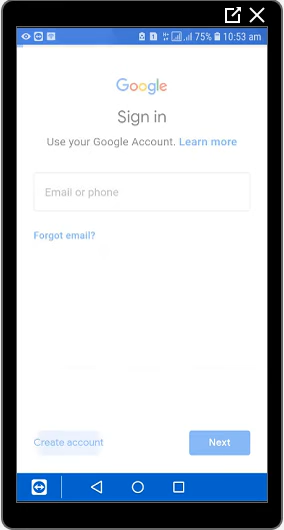 75% 10:53 am
Google
Sign in
Use your Google Account. Learn more
Email or phone
Forgot email?
Create account
Next